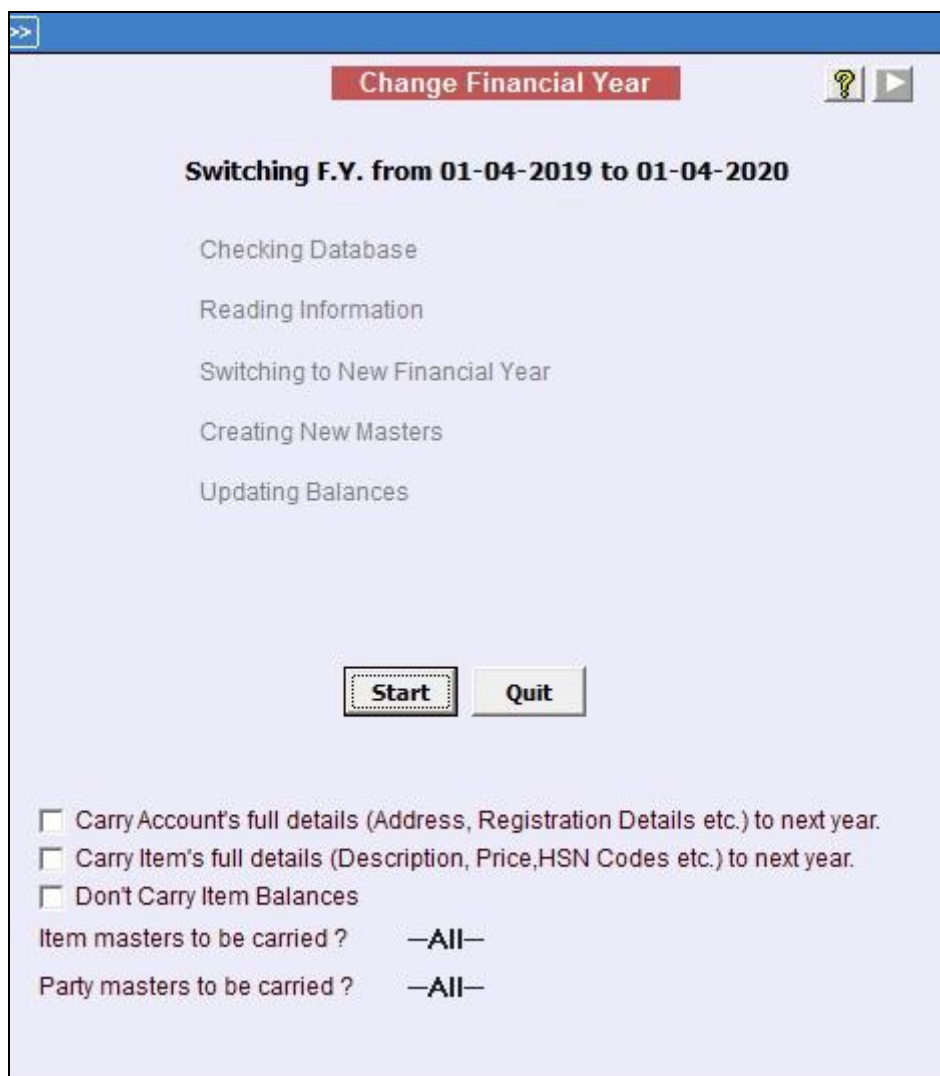 >>
Change Financial Year
?
Switching F.Y. from 01-04-2019 to 01-04-2020
Checking Database
Reading Information
Switching to New Financial Year
Creating New Masters
Updating Balances
Start Quit
Carry Account's full details (Address, Registration Details etc.) to next year.
Carry Item's full details (Description, Price,HSN Codes etc.) to next year.
Don't Carry Item Balances
Item masters to be carried ? —All—
Party masters to be carried ? —All—